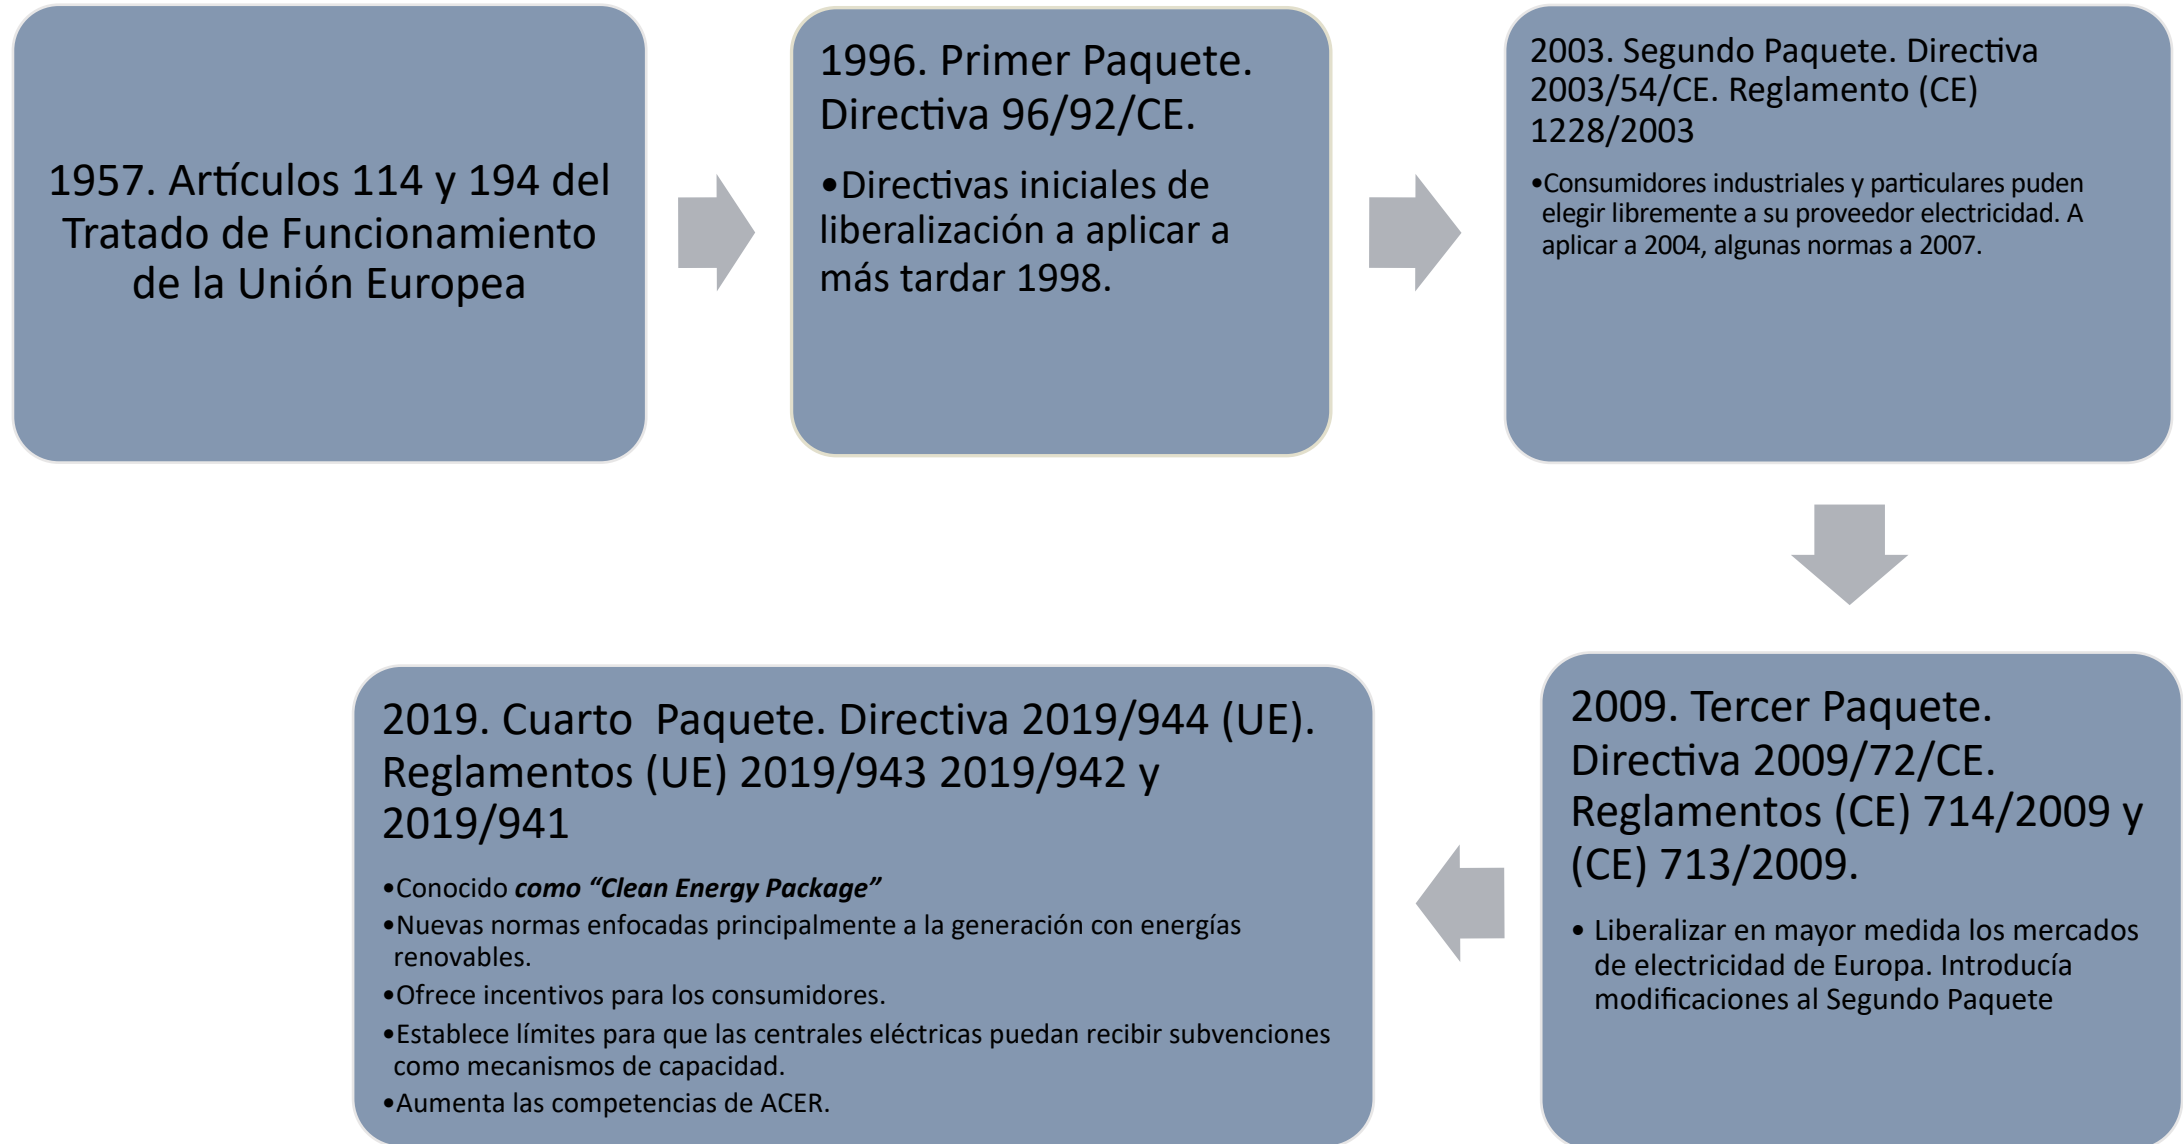 1957. Artículos 114 y 194 del
Tratado de Funcionamiento
de la Unión Europea
1996. Primer Paquete.
Directiva 96/92/CE.
•Directivas iniciales de
liberalización a aplicar a
más tardar 1998.
2003. Segundo Paquete. Directiva
2003/54/CE. Reglamento (CE)
1228/2003
•Consumidores industriales y particulares puden
elegir libremente a su proveedor electricidad. A
aplicar a 2004, algunas normas a 2007.
2009. Tercer Paquete.
Directiva 2009/72/CE.
Reglamentos (CE) 714/2009 y
(CE) 713/2009.
• Liberalizar en mayor medida los mercados
de electricidad de Europa. Introducía
modificaciones al Segundo Paquete
2019. Cuarto  Paquete. Directiva 2019/944 (UE).
Reglamentos (UE) 2019/943 2019/942 y
2019/941
•Conocido como “Clean Energy Package”
•Nuevas normas enfocadas principalmente a la generación con energías
renovables.
•Ofrece incentivos para los consumidores.
•Establece límites para que las centrales eléctricas puedan recibir subvenciones
como mecanismos de capacidad.
•Aumenta las competencias de ACER.